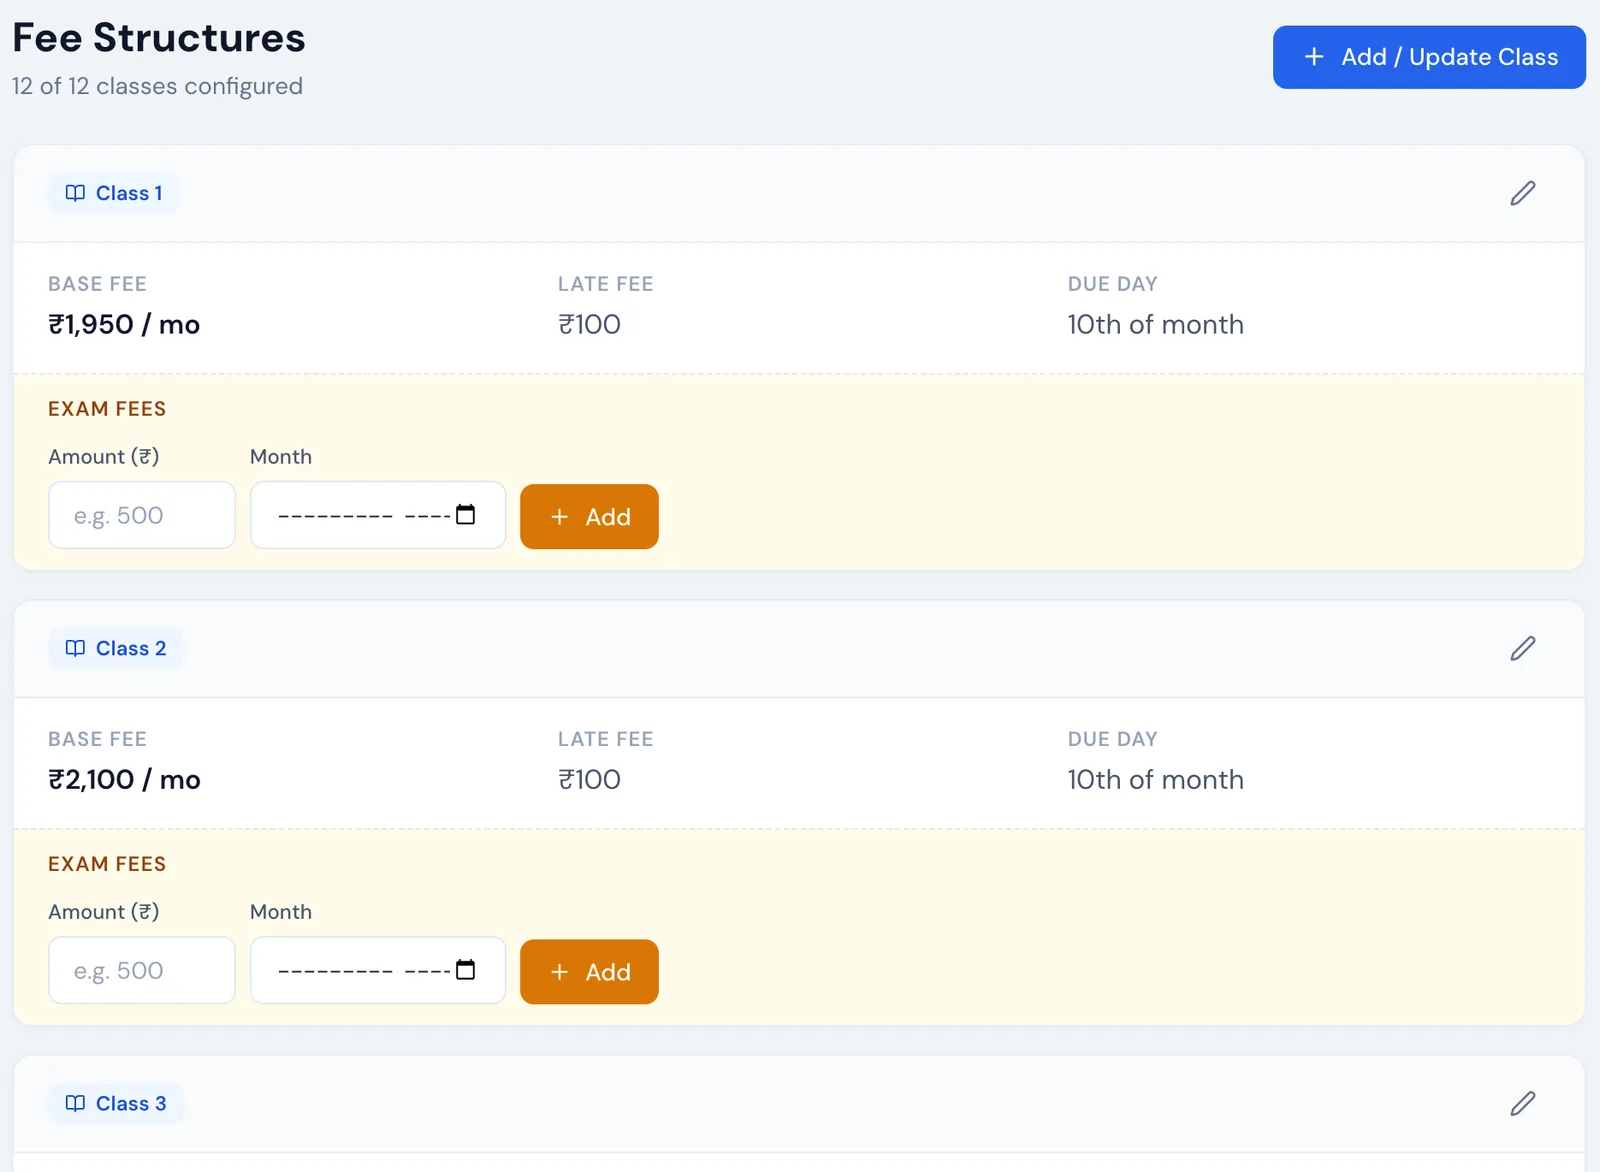 Fee Structures
12 of 12 classes configured
+ Add / Update Class
Class 1
BASE FEE
₹1,950 / mo
LATE FEE
₹100
DUE DAY
10th of month
EXAM FEES
Amount (₹)
Month
e.g. 500
--------- ----
+ Add
Class 2
BASE FEE
₹2,100 / mo
LATE FEE
₹100
DUE DAY
10th of month
EXAM FEES
Amount (₹)
Month
e.g. 500
--------- ----
+ Add
Class 3